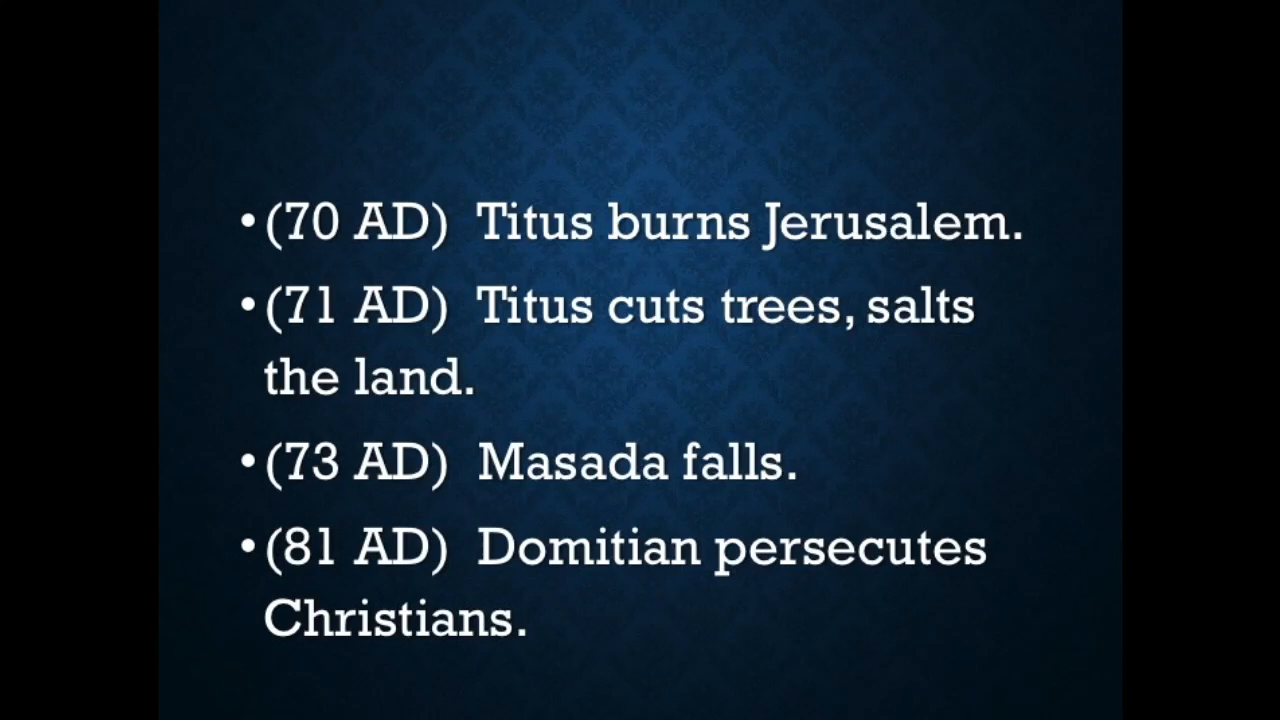 •(70 AD)  Titus burns Jerusalem.
•(71 AD)  Titus cuts trees, salts
the land.
•(73 AD)  Masada falls.
•(81 AD)  Domitian persecutes
Christians.